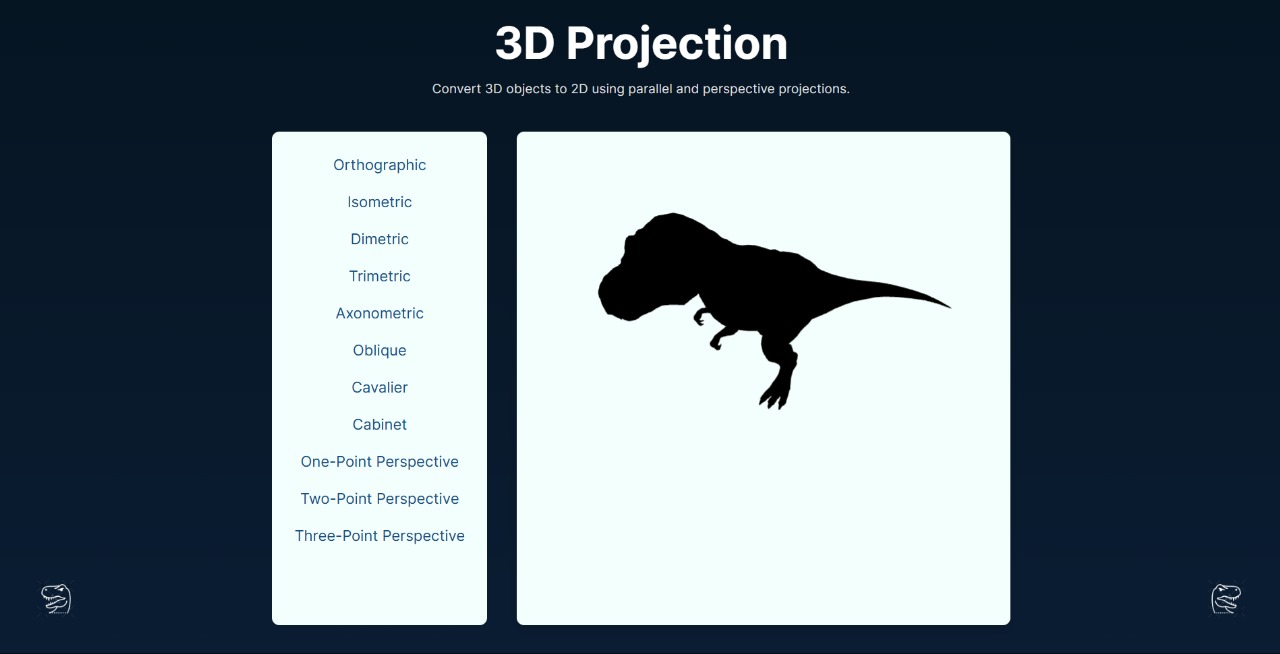 3D Projection
Convert 3D objects to 2D using parallel and perspective projections.
Orthographic
Isometric
Dimetric
Trimetric
Axonometric
Oblique
Cavalier
Cabinet
One-Point Perspective
Two-Point Perspective
Three-Point Perspective